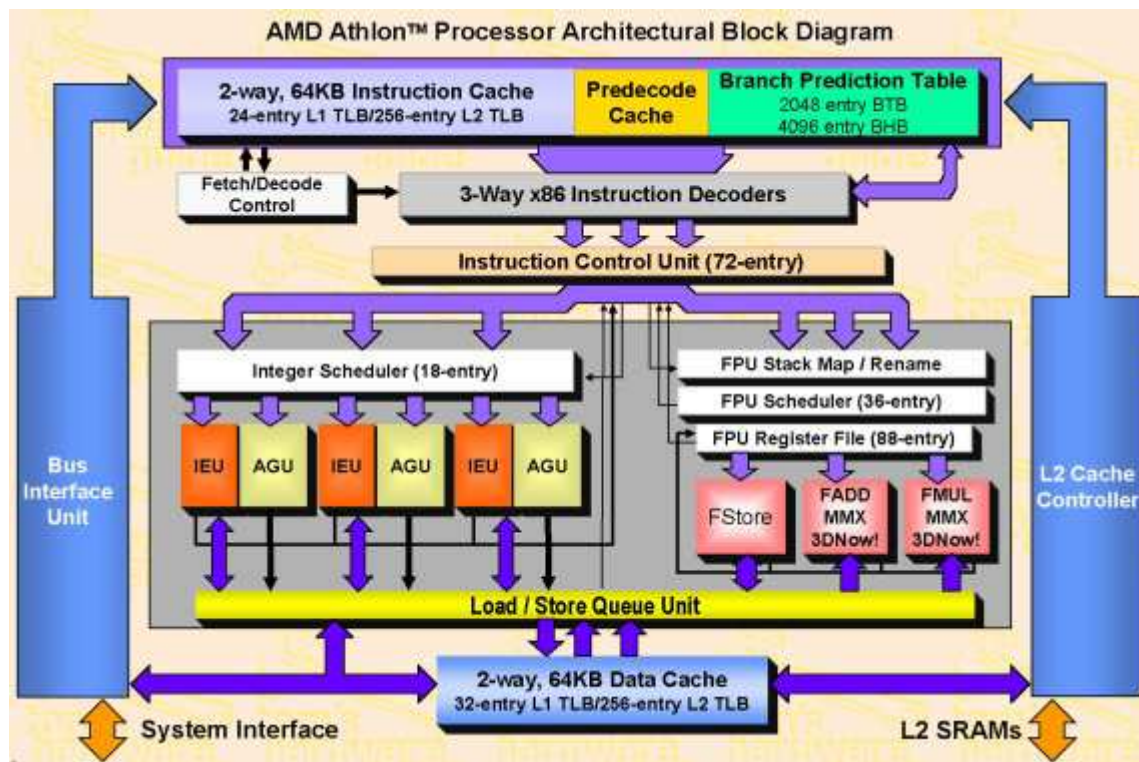 AMD Athlon™ Processor Architectural Block Diagram
2-way, 64KB Instruction Cache
24-entry L1 TLB/256-entry L2 TLB
Predecode
Cache
Branch Prediction Table
2048 entry BTB
4096 entry BHB
Fetch/Decode
Control
3-Way x86 Instruction Decoders
Instruction Control Unit (72-entry)
Integer Scheduler (18-entry)
FPU Stack Map / Rename
FPU Scheduler (36-entry)
FPU Register File (88-entry)
Bus
Interface
Unit
IEU
AGU
IEU
AGU
IEU
AGU
FStore
FADD
MMX
3DNow!
FMUL
MMX
3DNow!
L2 Cache
Controller
Load / Store Queue Unit
2-way, 64KB Data Cache
32-entry L1 TLB/256-entry L2 TLB
System Interface
L2 SRAMs